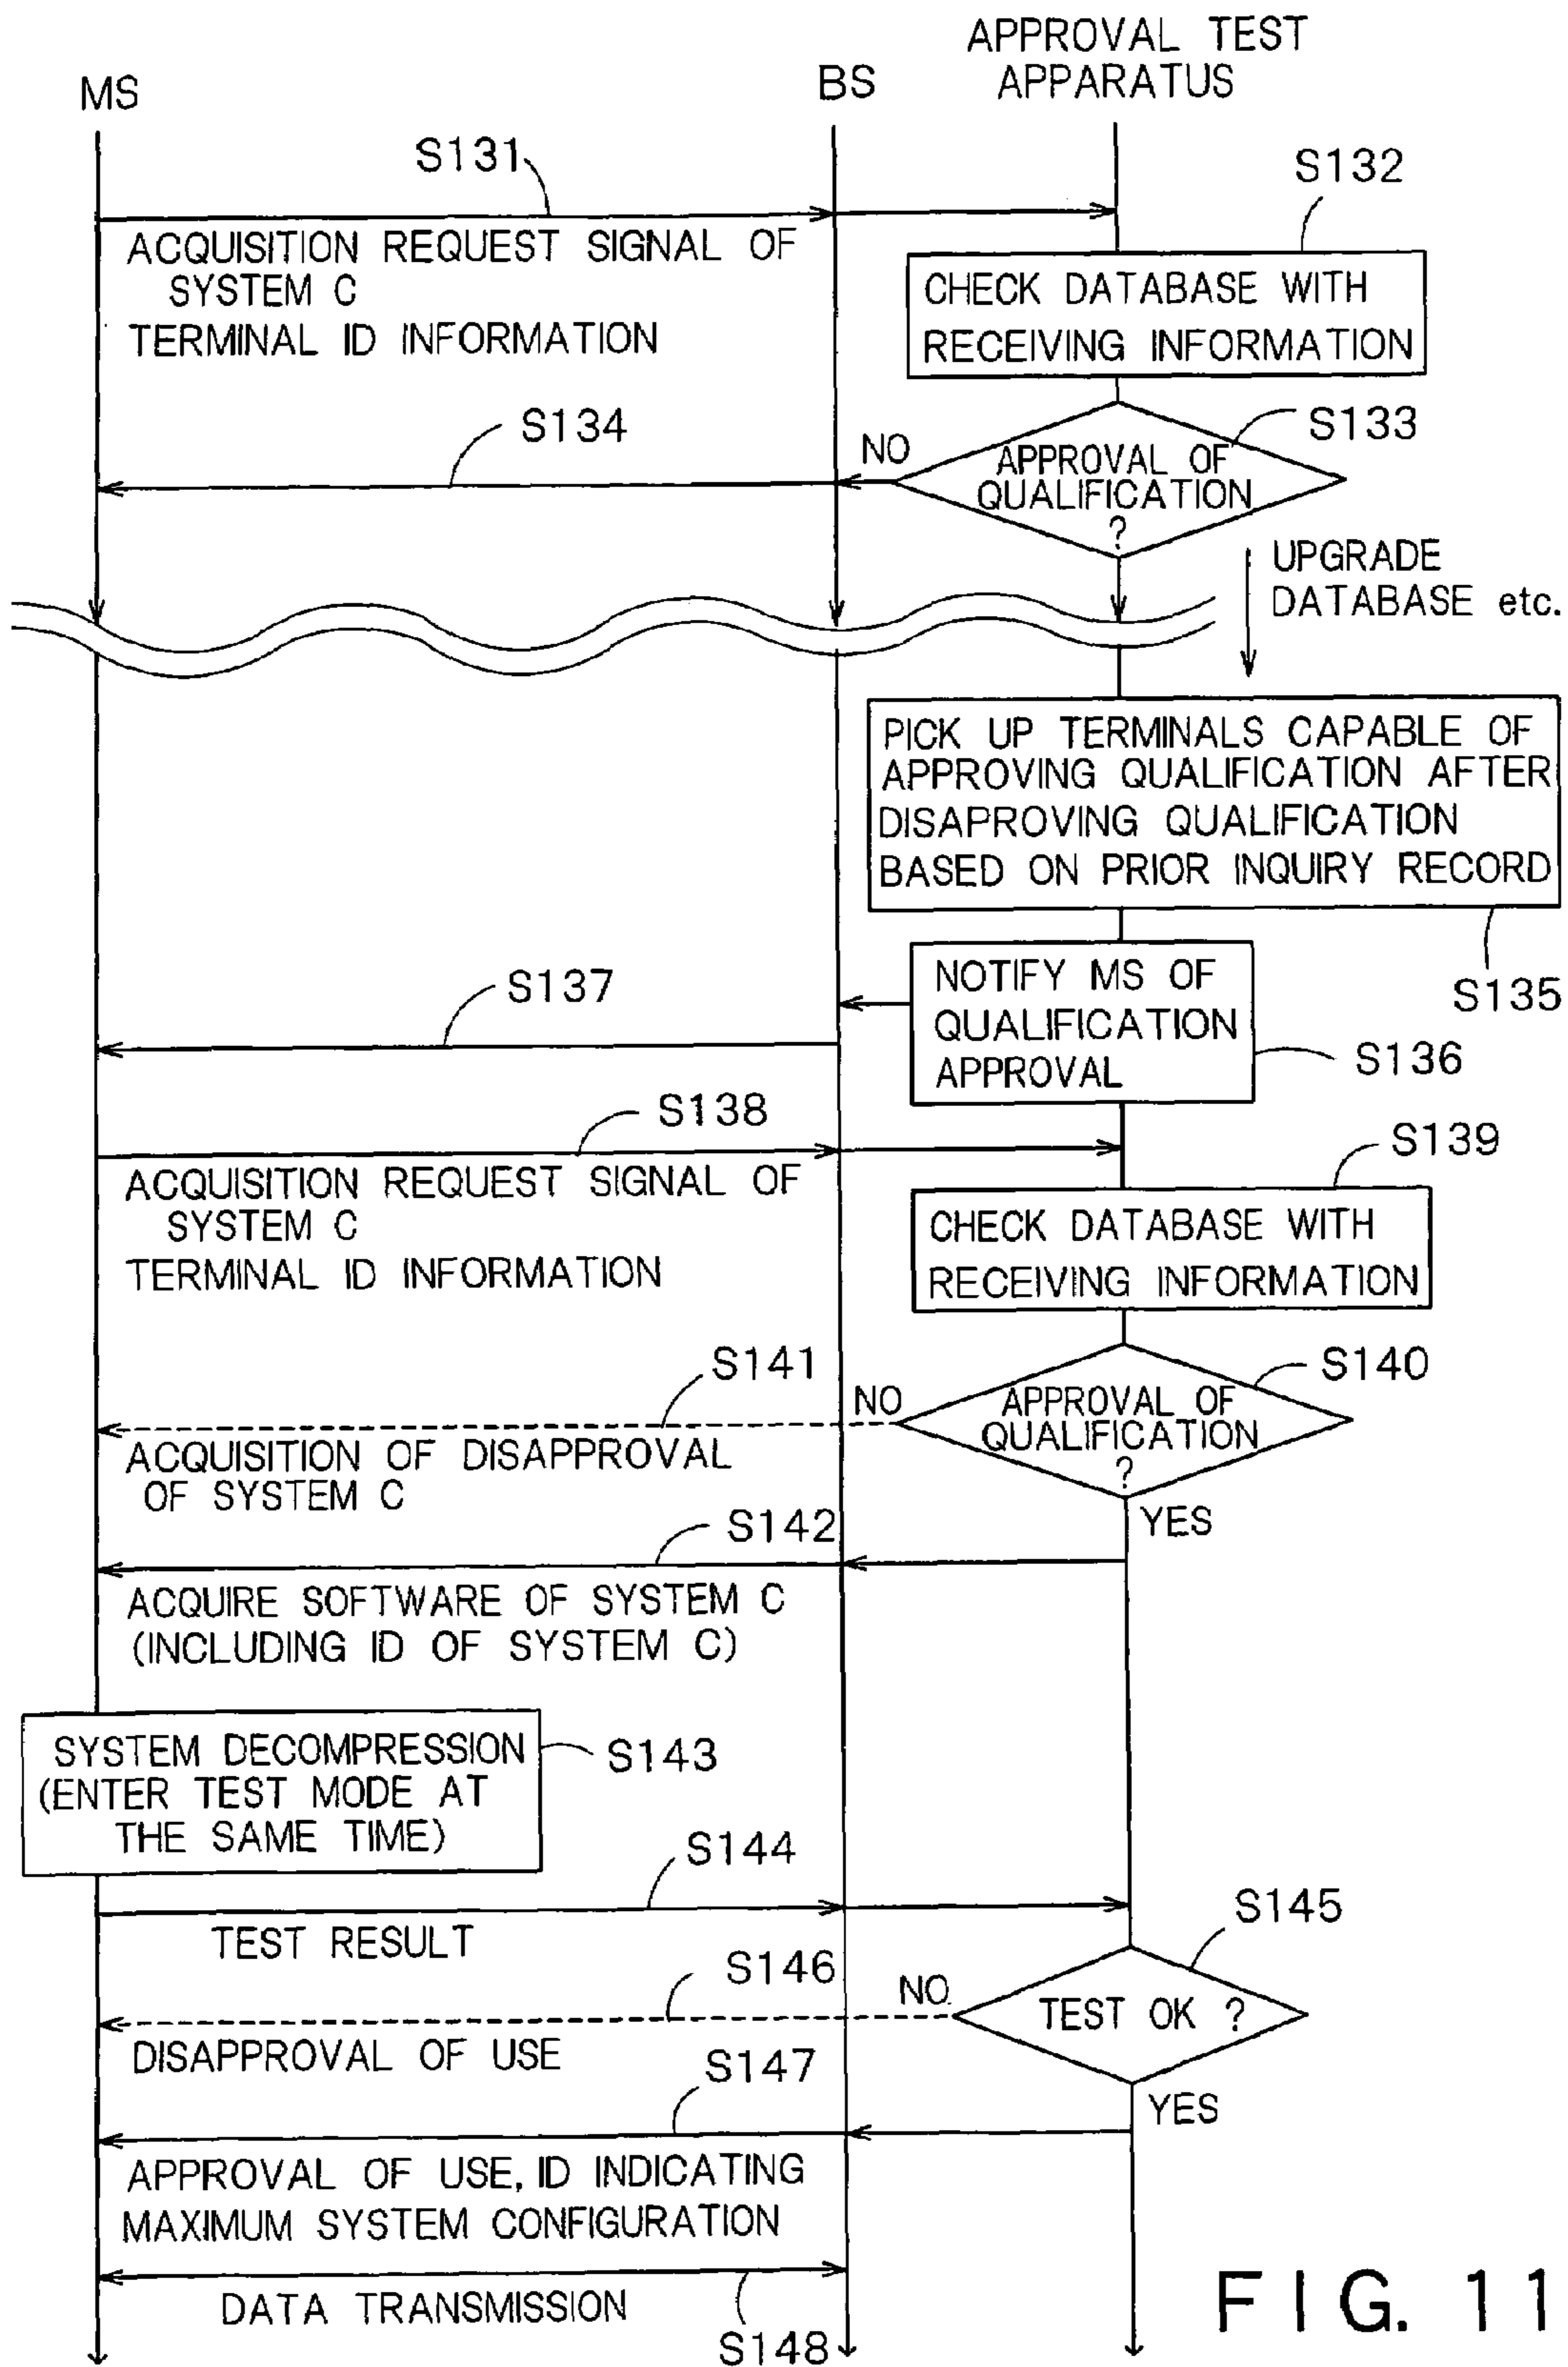 APPROVAL TEST
APPARATUS
MS
BS
S131
S132
ACQUISITION REQUEST SIGNAL OF
SYSTEM C
TERMINAL ID INFORMATION
CHECK DATABASE WITH
RECEIVING INFORMATION
S134
NO
S133
APPROVAL OF
QUALIFICATION
?
UPGRADE
DATABASE etc.
PICK UP TERMINALS CAPABLE OF
APPROVING QUALIFICATION AFTER
DISAPROVING QUALIFICATION
BASED ON PRIOR INQUIRY RECORD
S135
NOTIFY MS OF
QUALIFICATION
APPROVAL
S136
S137
S138
ACQUISITION REQUEST SIGNAL OF
SYSTEM C
TERMINAL ID INFORMATION
S139
CHECK DATABASE WITH
RECEIVING INFORMATION
S141
NO
S140
APPROVAL OF
QUALIFICATION
?
ACQUISITION OF DISAPPROVAL
OF SYSTEM C
YES
S142
ACQUIRE SOFTWARE OF SYSTEM C
(INCLUDING ID OF SYSTEM C)
SYSTEM DECOMPRESSION
(ENTER TEST MODE AT
THE SAME TIME)
S143
S144
TEST RESULT
S145
S146
NO
TEST OK ?
DISAPPROVAL OF USE
S147
YES
APPROVAL OF USE, ID INDICATING
MAXIMUM SYSTEM CONFIGURATION
DATA TRANSMISSION
S148
FIG. 11